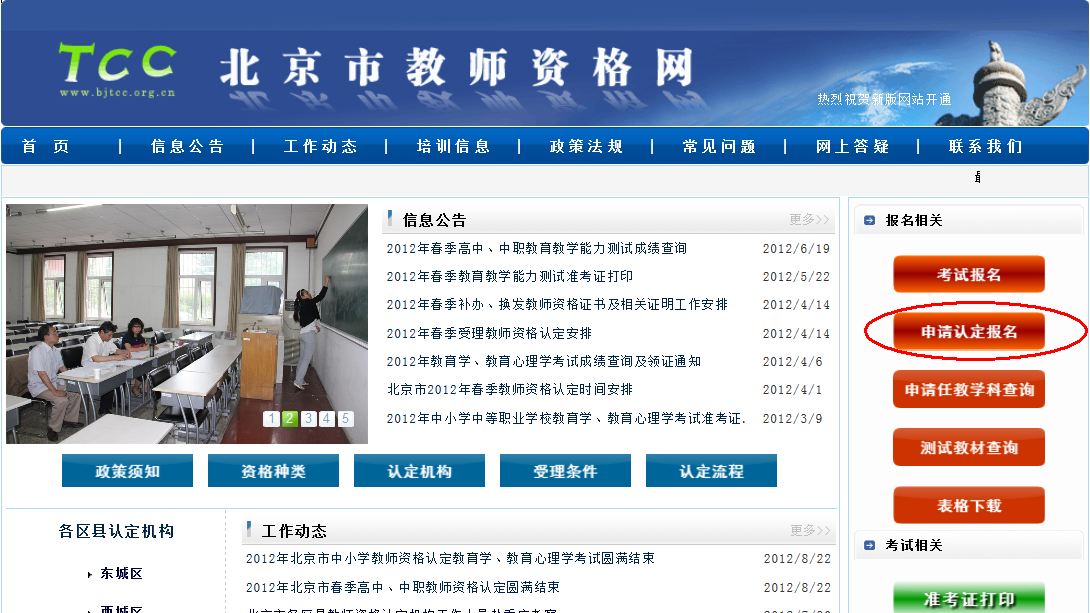 TCC
www.bjtcc.org.cn
北京市教师资格网
热烈祝贺新版网站开通
首 页 | 信息公告 | 工作动态 | 培训信息 | 政策法规 | 常见问题 | 网上答疑 | 联系我们
信息公告 更多>>
2012年春季高中、中职教育教学能力测试成绩查询 2012/6/19
2012年春季教育教学能力测试准考证打印 2012/5/22
2012年春季补办、换发教师资格证书及相关证明工作安排 2012/4/14
2012年春季受理教师资格认定安排 2012/4/14
2012年教育学、教育心理学考试成绩查询及领证通知 2012/4/6
北京市2012年春季教师资格认定时间安排 2012/4/1
2012年中小学中等职业学校教育学、教育心理学考试准考证. 2012/3/9
1 2 3 4 5
政策须知 资格种类 认定机构 受理条件 认定流程
各区县认定机构
东城区
西城区
工作动态 更多>>
2012年北京市中小学教师资格认定教育学、教育心理学考试圆满结束 2012/8/22
2012年北京市春季高中、中职教师资格认定圆满结束 2012/8/22
报名相关
考试报名
申请认定报名
申请任教学科查询
测试教材查询
表格下载
考试相关
准考证打印